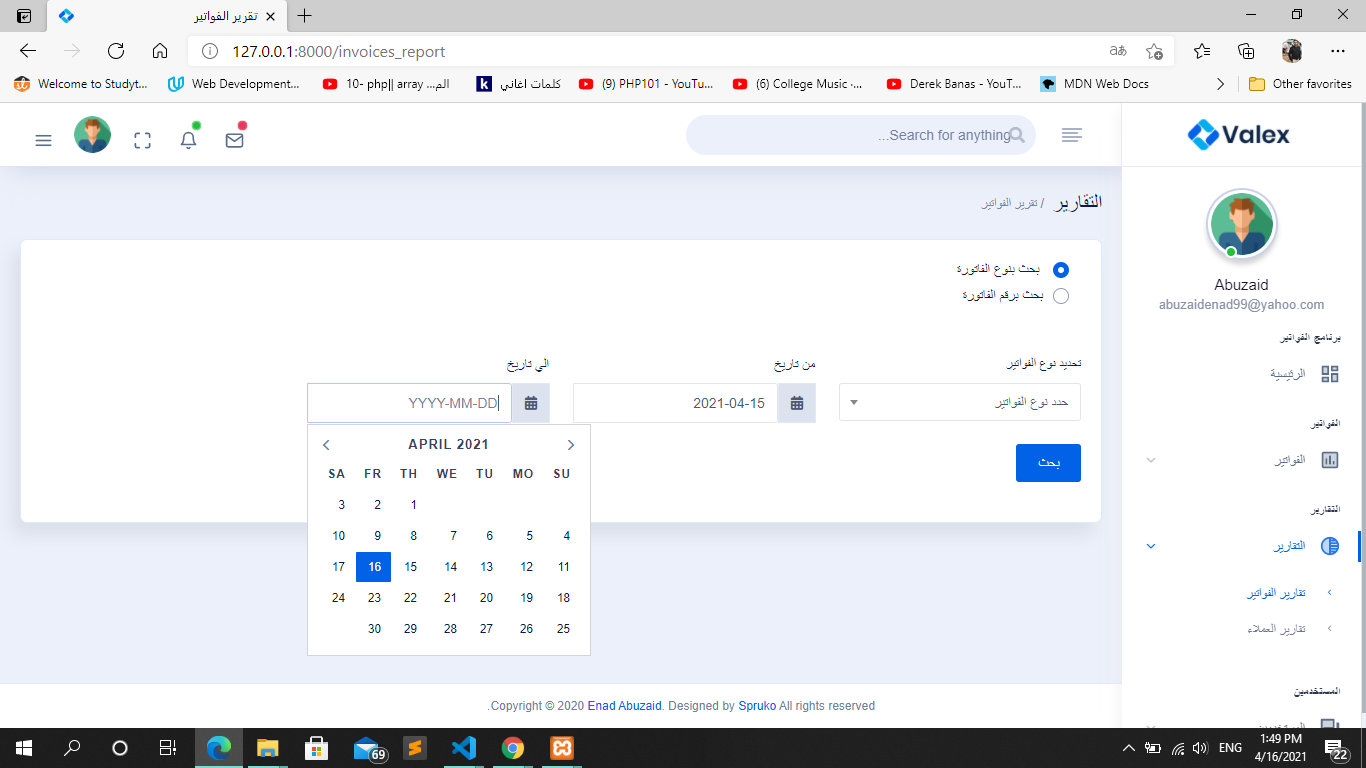 تقرير الفواتير
127.0.0.1:8000/invoices_report
aあ
Welcome to Studyt...
Web Development...
10- php|| array ...الم
كلمات اغاني
(9) PHP101 - YouTu...
(6) College Music ·...
Derek Banas - YouT...
MDN Web Docs
Other favorites
...Search for anything
Valex
التقارير / تقرير الفواتير
بحث بنوع الفاتورة
بحث برقم الفاتورة
تحديد نوع الفواتير
من تاريخ
الي تاريخ
حدد نوع الفواتير
2021-04-15
YYYY-MM-DD
بحث
APRIL 2021
SA FR TH WE TU MO SU
3 2 1
10 9 8 7 6 5 4
17 16 15 14 13 12 11
24 23 22 21 20 19 18
30 29 28 27 26 25
Abuzaid
abuzaidenad99@yahoo.com
برنامج الفواتير
الرئيسية
الفواتير
الفواتير
التقارير
التقارير
تقارير الفواتير
تقارير العملاء
المستخدمين
المستخدمين
.Copyright © 2020 Enad Abuzaid. Designed by Spruko All rights reserved
69
ENG
1:49 PM
4/16/2021
22